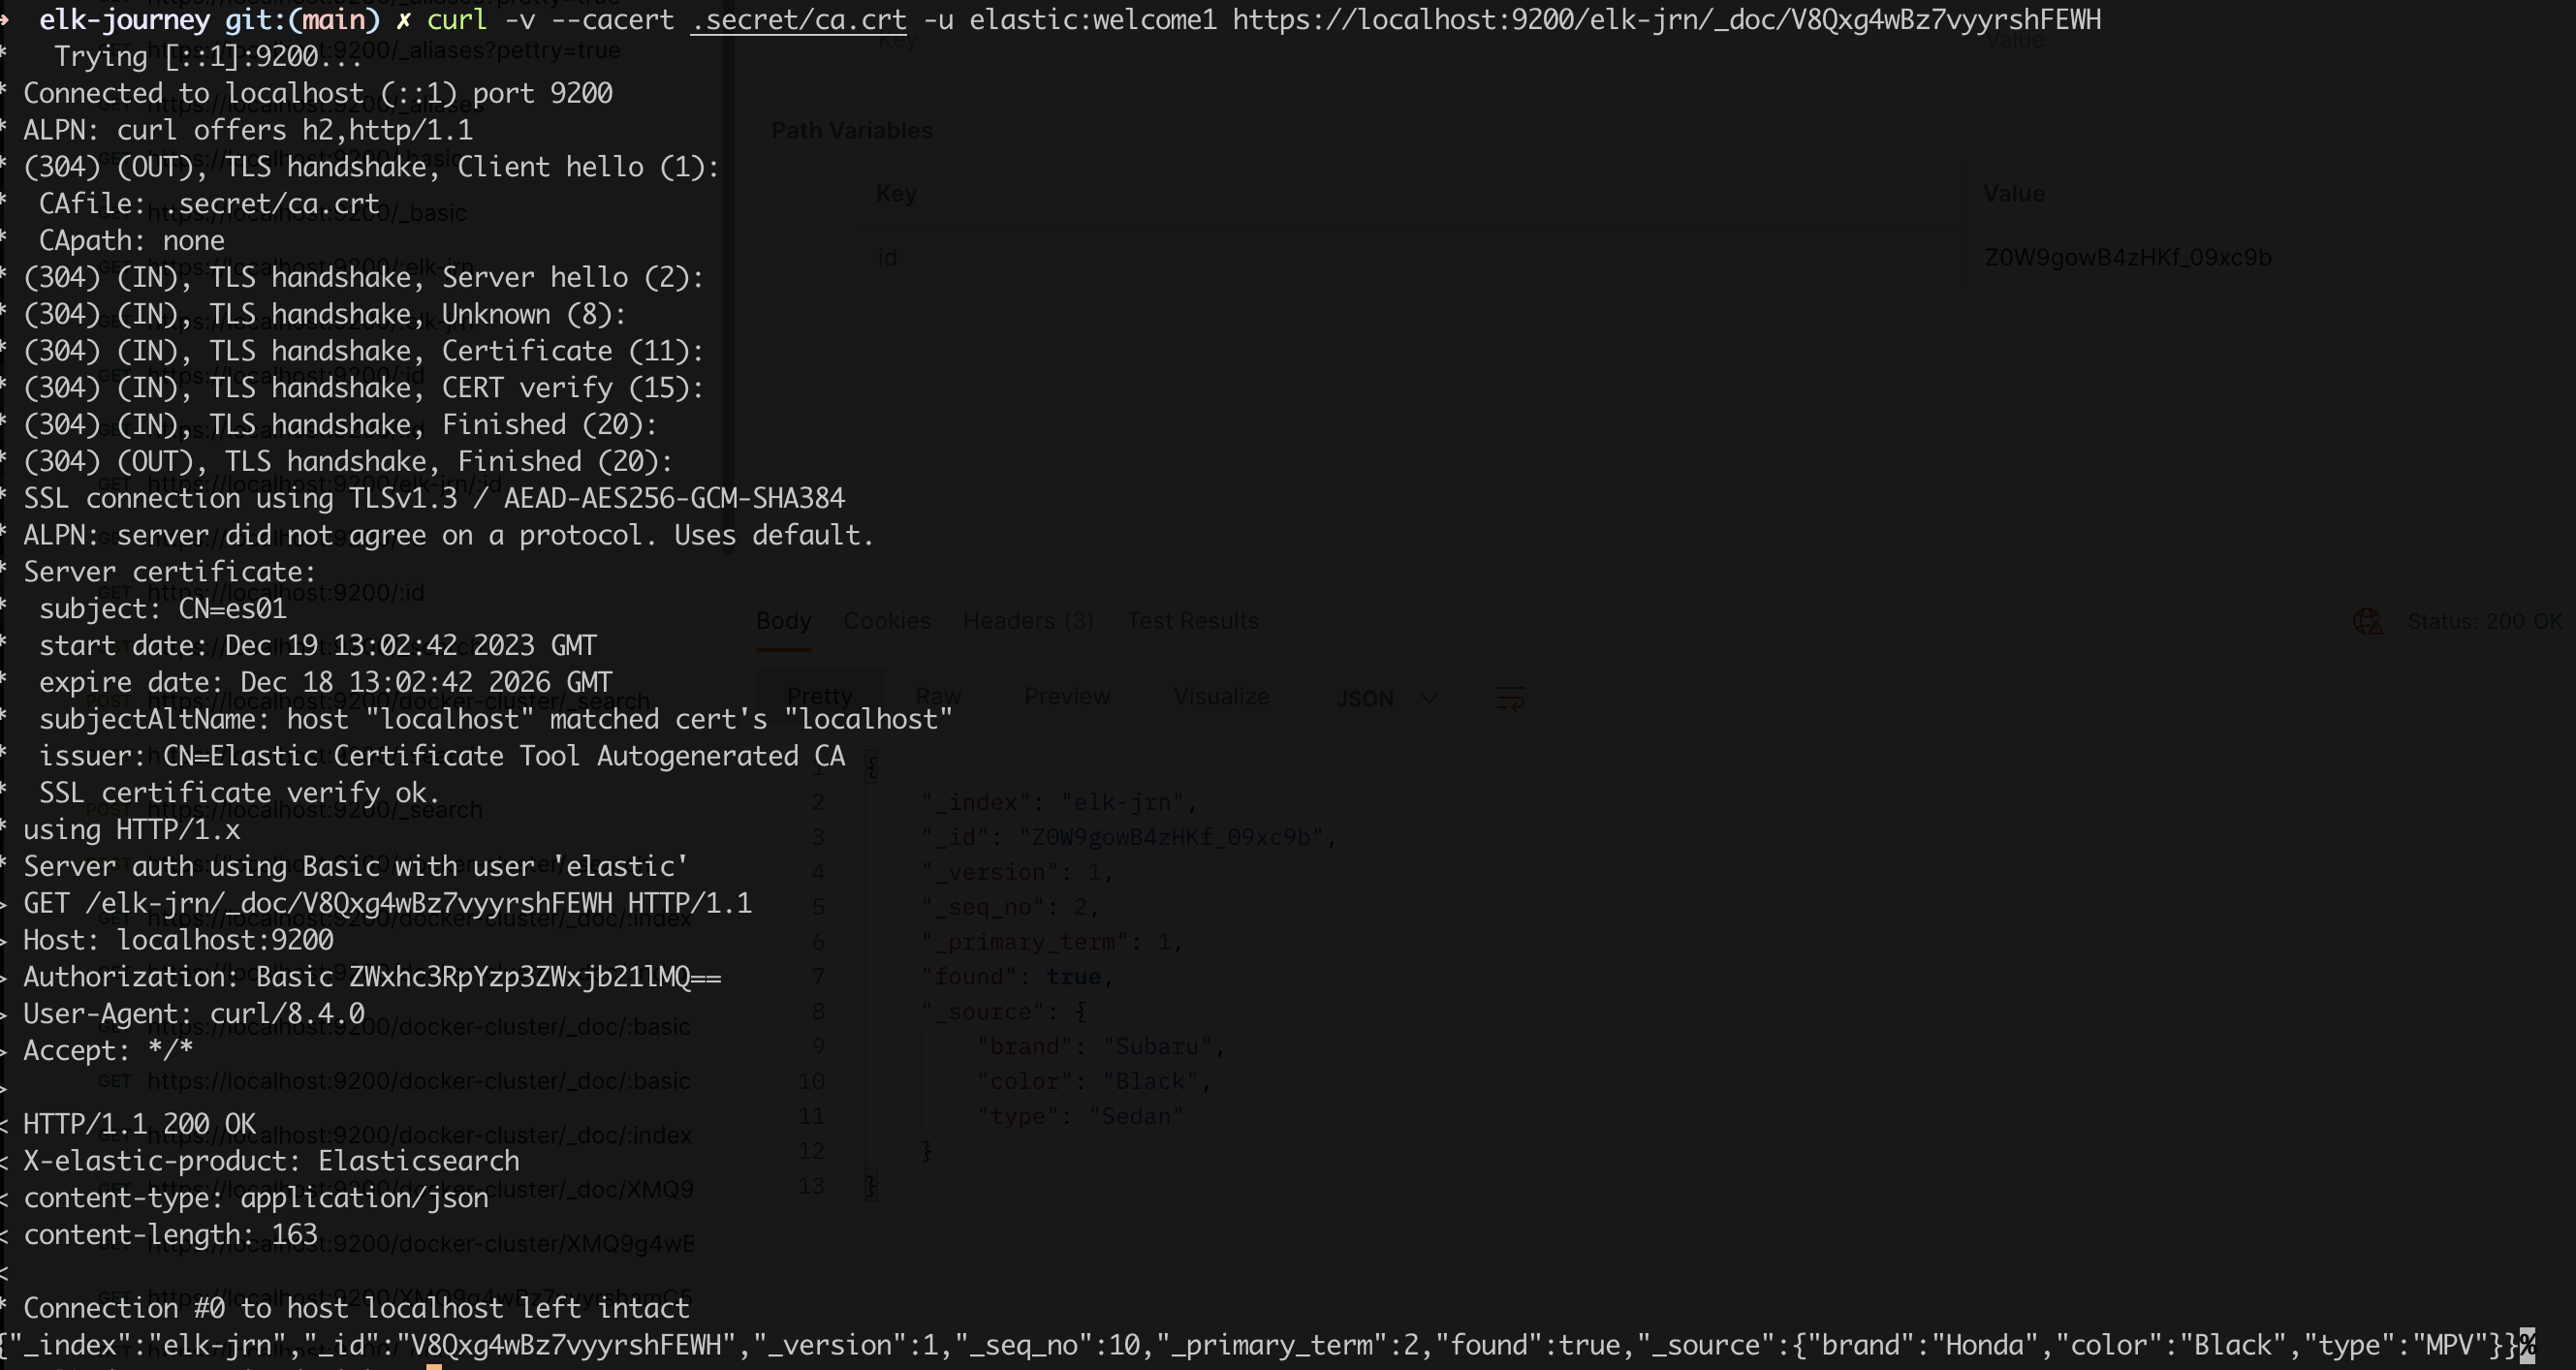 → elk-journey git:(main) ✗ curl -v --cacert .secret/ca.crt -u elastic:welcome1 https://localhost:9200/elk-jrn/_doc/V8Qxg4wBz7vyyrshFEWH
*   Trying [::1]:9200...
* Connected to localhost (::1) port 9200
* ALPN: curl offers h2,http/1.1
* (304) (OUT), TLS handshake, Client hello (1):
*  CAfile: .secret/ca.crt
*  CApath: none
* (304) (IN), TLS handshake, Server hello (2):
* (304) (IN), TLS handshake, Unknown (8):
* (304) (IN), TLS handshake, Certificate (11):
* (304) (IN), TLS handshake, CERT verify (15):
* (304) (IN), TLS handshake, Finished (20):
* (304) (OUT), TLS handshake, Finished (20):
* SSL connection using TLSv1.3 / AEAD-AES256-GCM-SHA384
* ALPN: server did not agree on a protocol. Uses default.
* Server certificate:
*  subject: CN=es01
*  start date: Dec 19 13:02:42 2023 GMT
*  expire date: Dec 18 13:02:42 2026 GMT
*  subjectAltName: host "localhost" matched cert's "localhost"
*  issuer: CN=Elastic Certificate Tool Autogenerated CA
*  SSL certificate verify ok.
* using HTTP/1.x
* Server auth using Basic with user 'elastic'
> GET /elk-jrn/_doc/V8Qxg4wBz7vyyrshFEWH HTTP/1.1
> Host: localhost:9200
> Authorization: Basic ZWxhc3RpYzp3ZWxjb21lMQ==
> User-Agent: curl/8.4.0
> Accept: */*
>
< HTTP/1.1 200 OK
< X-elastic-product: Elasticsearch
< content-type: application/json
< content-length: 163
<
* Connection #0 to host localhost left intact
{"_index":"elk-jrn","_id":"V8Qxg4wBz7vyyrshFEWH","_version":1,"_seq_no":10,"_primary_term":2,"found":true,"_source":{"brand":"Honda","color":"Black","type":"MPV"}}%
Key Value
Path Variables
Key Value
id Z0W9gowB4zHKf_09xc9b
Body Cookies Headers (3) Test Results Status: 200 OK
Pretty Raw Preview Visualize JSON
1 {
2 "_index": "elk-jrn",
3 "_id": "Z0W9gowB4zHKf_09xc9b",
4 "_version": 1,
5 "_seq_no": 2,
6 "_primary_term": 1,
7 "found": true,
8 "_source": {
9 "brand": "Subaru",
10 "color": "Black",
11 "type": "Sedan"
12 }
13 }